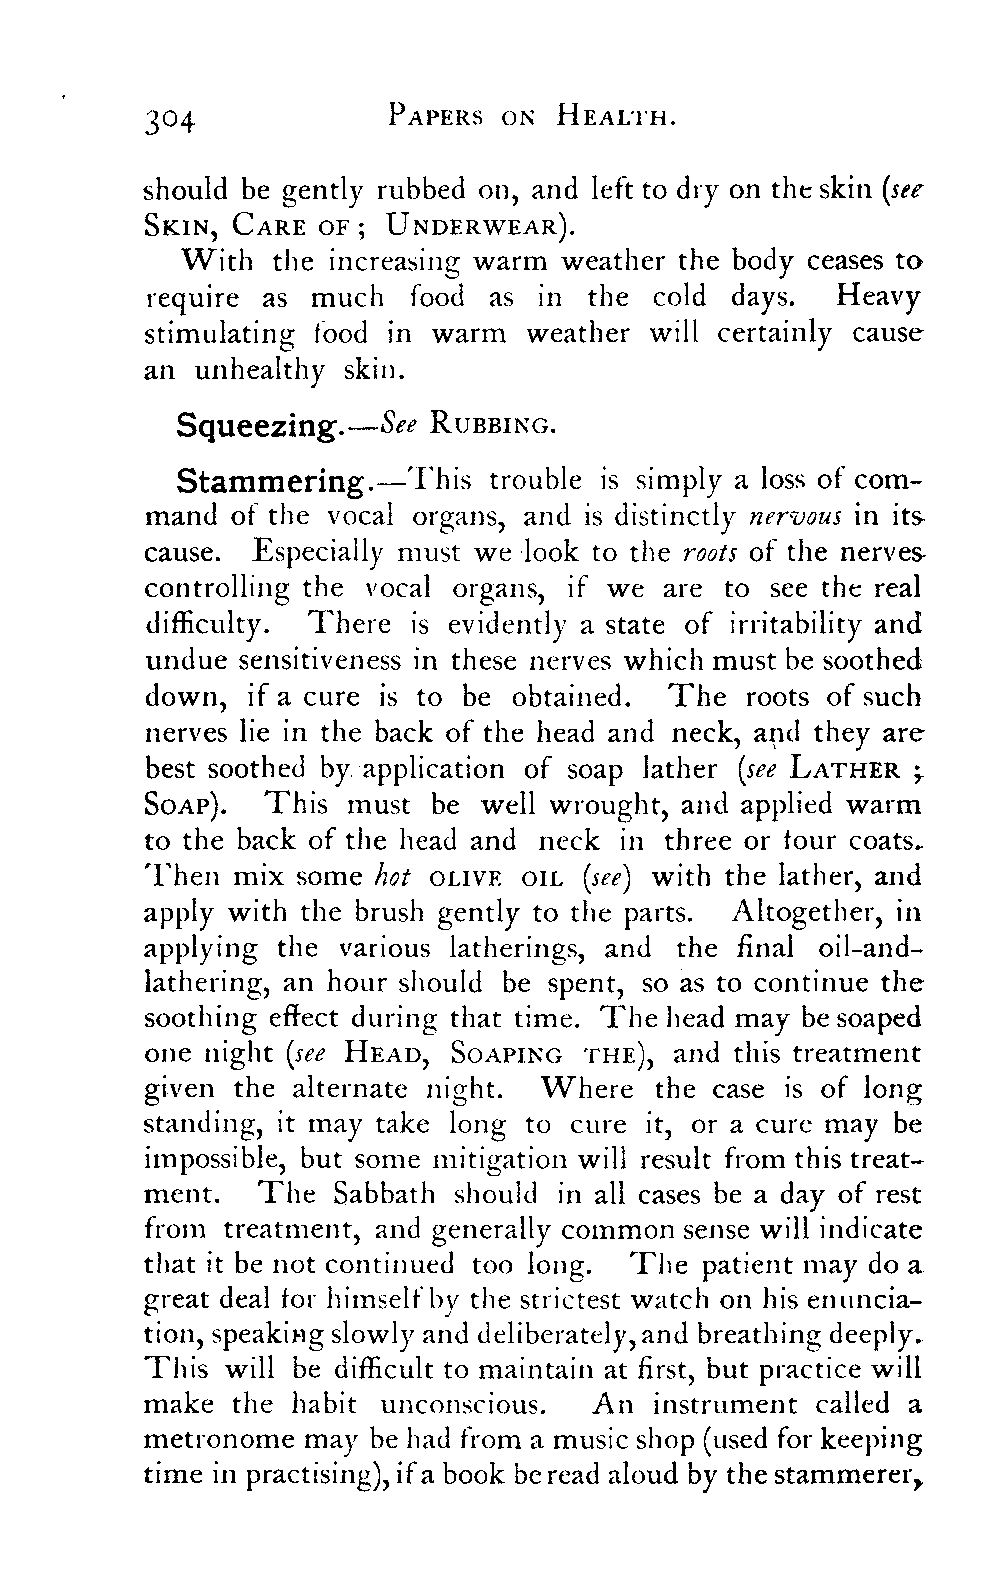 304 PAPERS ON HEALTH.
should be gently rubbed on, and left to dry on the skin (see
SKIN, CARE OF; UNDERWEAR).
With the increasing warm weather the body ceases to
require as much food as in the cold days. Heavy
stimulating food in warm weather will certainly cause
an unhealthy skin.
Squeezing.—See RUBBING.
Stammering.—This trouble is simply a loss of com-
mand of the vocal organs, and is distinctly nervous in its
cause. Especially must we look to the roots of the nerves
controlling the vocal organs, if we are to see the real
difficulty. There is evidently a state of irritability and
undue sensitiveness in these nerves which must be soothed
down, if a cure is to be obtained. The roots of such
nerves lie in the back of the head and neck, and they are
best soothed by application of soap lather (see LATHER;
SOAP). This must be well wrought, and applied warm
to the back of the head and neck in three or four coats.
Then mix some hot OLIVE OIL (see) with the lather, and
apply with the brush gently to the parts. Altogether, in
applying the various latherings, and the final oil-and-
lathering, an hour should be spent, so as to continue the
soothing effect during that time. The head may be soaped
one night (see HEAD, SOAPING THE), and this treatment
given the alternate night. Where the case is of long
standing, it may take long to cure it, or a cure may be
impossible, but some mitigation will result from this treat-
ment. The Sabbath should in all cases be a day of rest
from treatment, and generally common sense will indicate
that it be not continued too long. The patient may do a
great deal for himself by the strictest watch on his enuncia-
tion, speaking slowly and deliberately, and breathing deeply.
This will be difficult to maintain at first, but practice will
make the habit unconscious. An instrument called a
metronome may be had from a music shop (used for keeping
time in practising), if a book be read aloud by the stammerer,